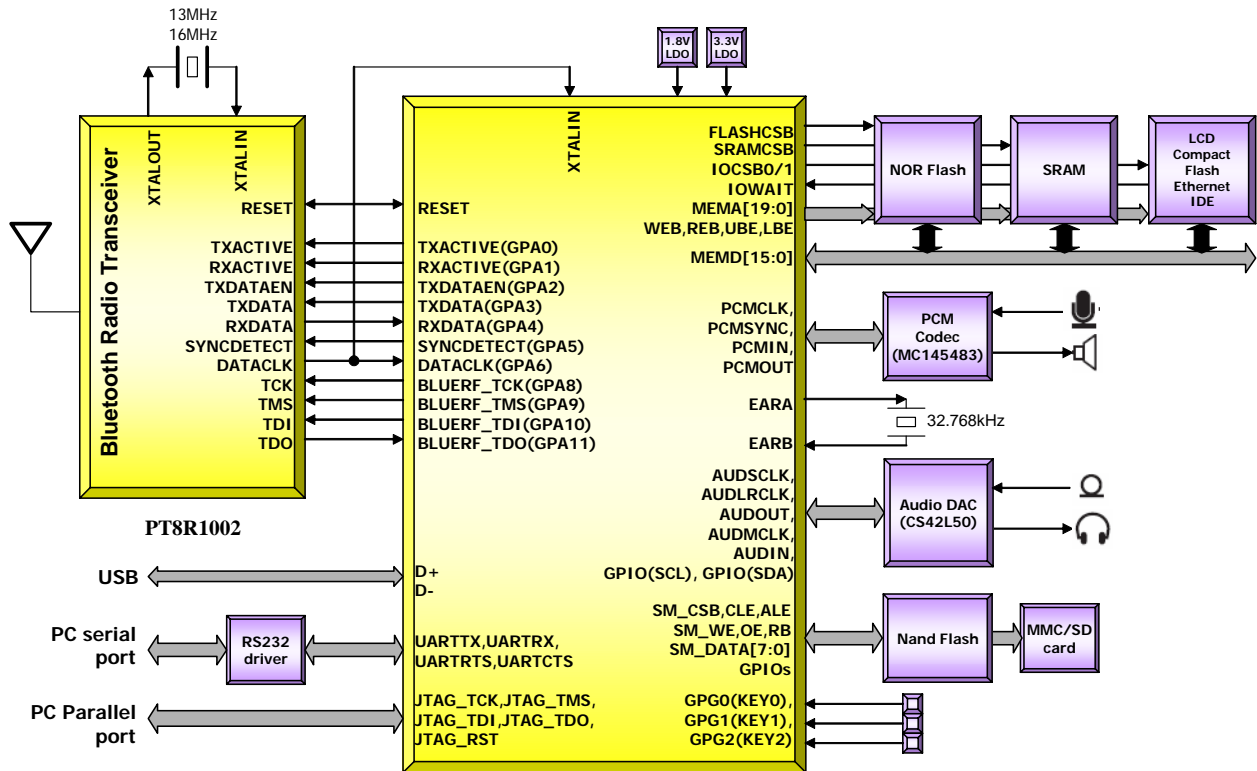 13MHz
16MHz
1.8V
LDO
3.3V
LDO
Bluetooth Radio Transceiver
XTALOUT
XTALIN
RESET
TXACTIVE
RXACTIVE
TXDATAEN
TXDATA
RXDATA
SYNCDETECT
DATACLK
TCK
TMS
TDI
TDO
PT8R1002
XTALIN
RESET
TXACTIVE(GPA0)
RXACTIVE(GPA1)
TXDATAEN(GPA2)
TXDATA(GPA3)
RXDATA(GPA4)
SYNCDETECT(GPA5)
DATACLK(GPA6)
BLUERF_TCK(GPA8)
BLUERF_TMS(GPA9)
BLUERF_TDI(GPA10)
BLUERF_TDO(GPA11)
USB
D+
D-
PC serial
port
RS232
driver
UARTTX,UARTRX,
UARTRTS,UARTCTS
PC Parallel
port
JTAG_TCK,JTAG_TMS,
JTAG_TDI,JTAG_TDO,
JTAG_RST
FLASHCSB
SRAMCSB
IOCSB0/1
IOWAIT
MEMA[19:0]
WEB,REB,UBE,LBE
MEMD[15:0]
NOR Flash
SRAM
LCD
Compact
Flash
Ethernet
IDE
PCMCLK,
PCMSYNC,
PCMIN,
PCMOUT
PCM
Codec
(MC145483)
EARA
EARB
32.768kHz
AUDSCLK,
AUDLRCLK,
AUDOUT,
AUDMCLK,
AUDIN,
GPIO(SCL), GPIO(SDA)
Audio DAC
(CS42L50)
SM_CSB,CLE,ALE
SM_WE,OE,RB
SM_DATA[7:0]
GPIOs
Nand Flash
MMC/SD
card
GPG0(KEY0),
GPG1(KEY1),
GPG2(KEY2)